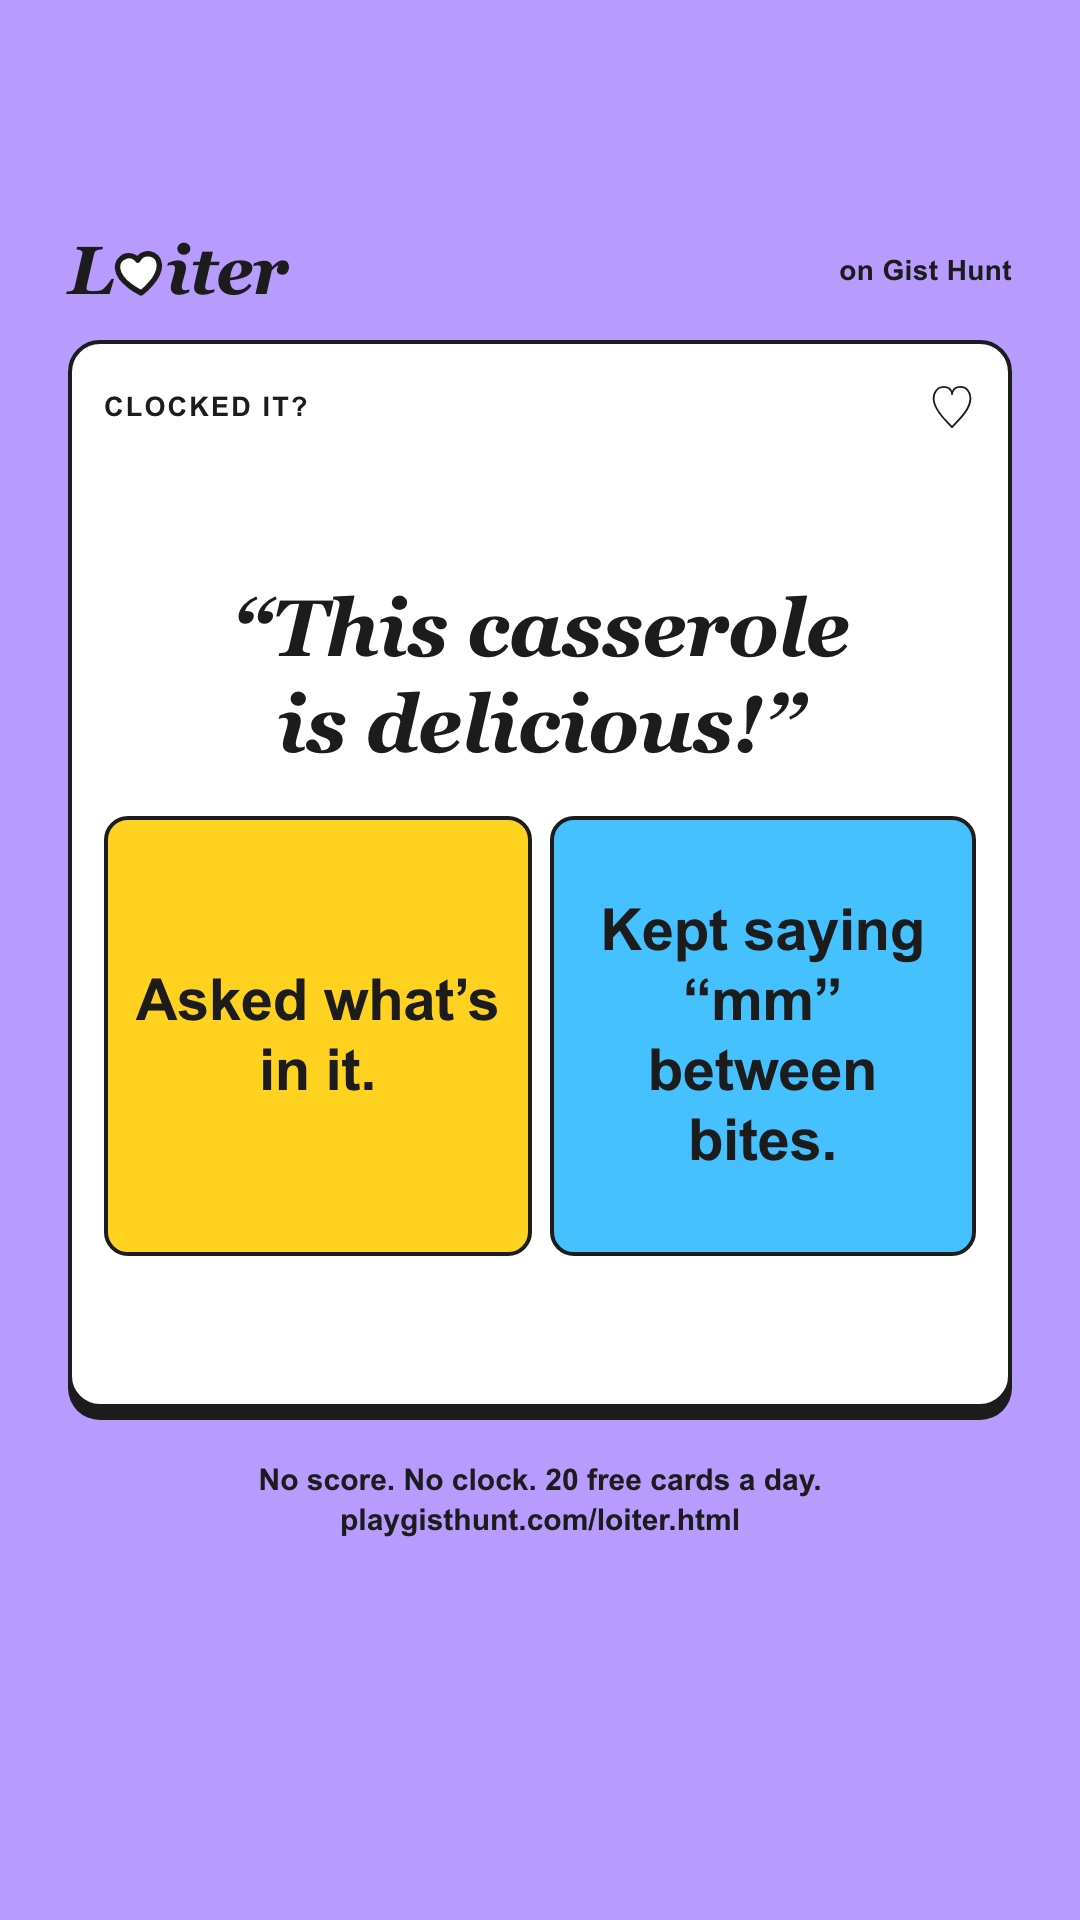 Loiter
on Gist Hunt
CLOCKED IT?
“This casserole
is delicious!”
Asked what’s
in it.
Kept saying
“mm”
between
bites.
No score. No clock. 20 free cards a day.
playgisthunt.com/loiter.html